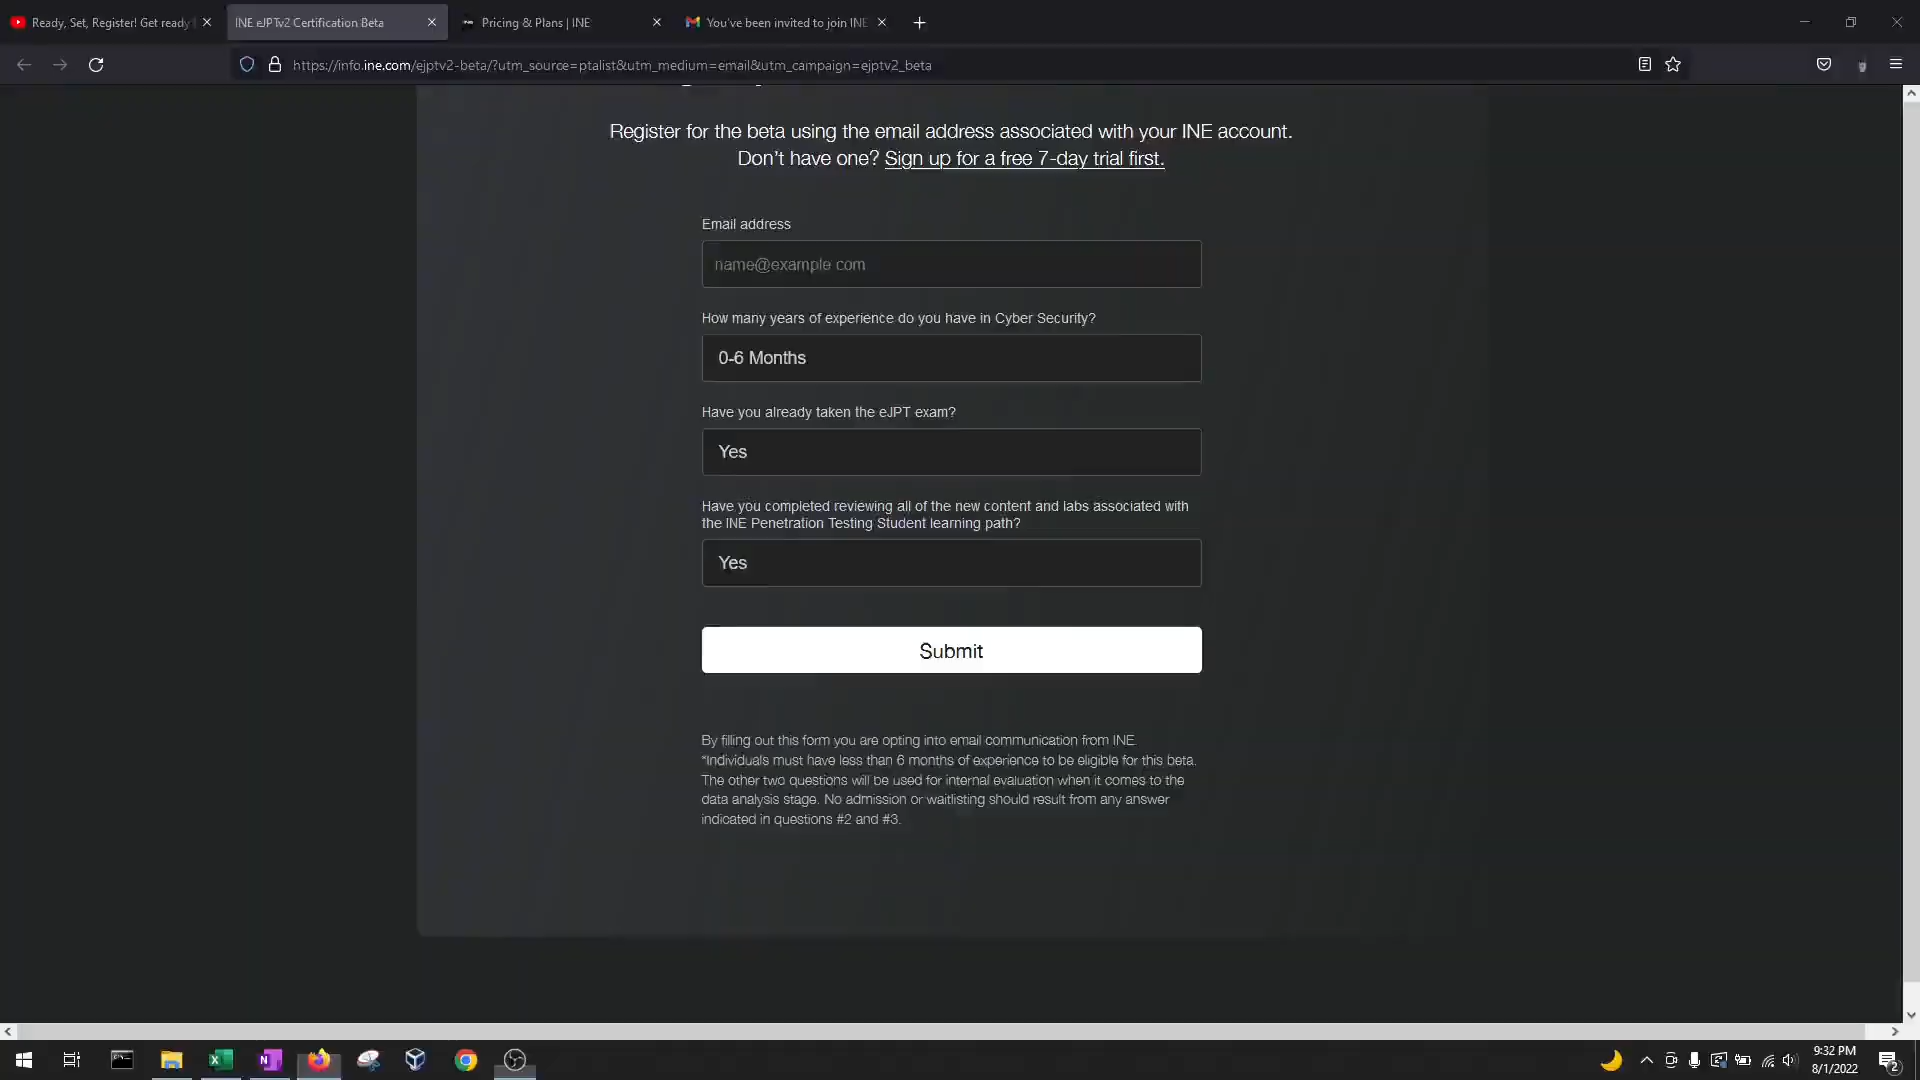 Ready, Set, Register! Get ready
INE eJPTv2 Certification Beta
Pricing & Plans | INE
You've been invited to join INE
https://info.ine.com/ejptv2-beta/?utm_source=ptalist&utm_medium=email&utm_campaign=ejptv2_beta
Register for the beta using the email address associated with your INE account.
Don't have one? Sign up for a free 7-day trial first.
Email address
name@example.com
How many years of experience do you have in Cyber Security?
0-6 Months
Have you already taken the eJPT exam?
Yes
Have you completed reviewing all of the new content and labs associated with
the INE Penetration Testing Student learning path?
Yes
Submit
By filling out this form you are opting into email communication from INE.
*Individuals must have less than 6 months of experience to be eligible for this beta.
The other two questions will be used for internal evaluation when it comes to the
data analysis stage. No admission or waitlisting should result from any answer
indicated in questions #2 and #3.
9:32 PM
8/1/2022
2